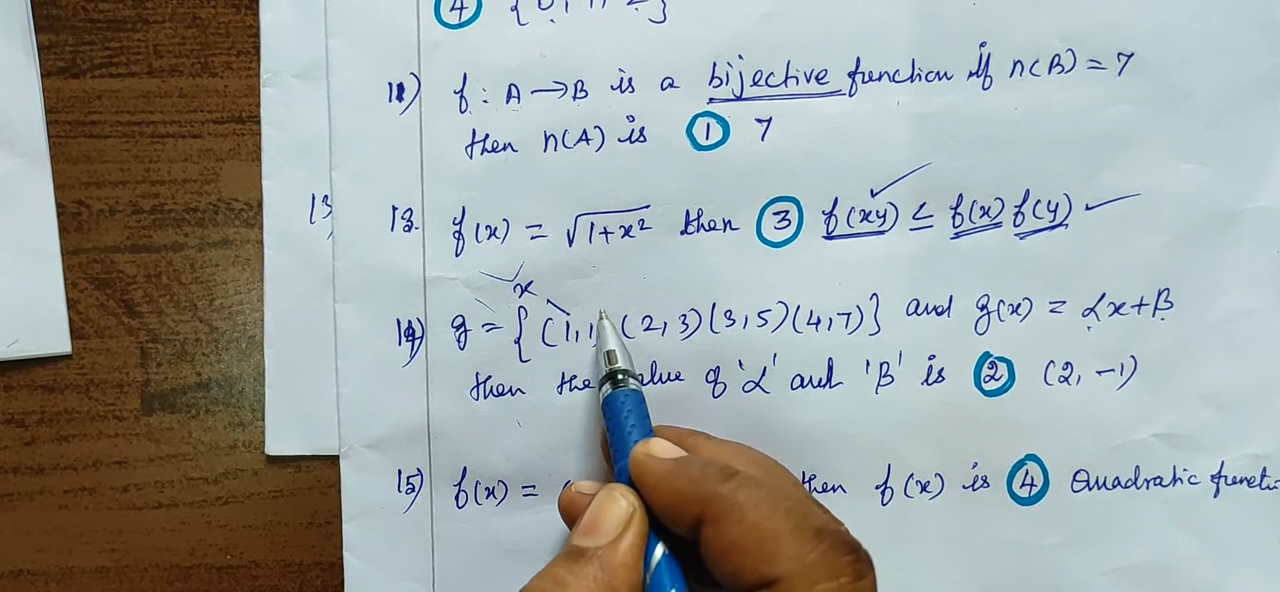 ④ {0, 1, 2}
11) f : A → B is a bijective function if n(B) = 7
then n(A) is ① 7
13, 13. f(x) = √1+x² then ③ f(xy) ≤ f(x) f(y)
x
14) g = {(1,1 (2,3)(3,5)(4,7)} and g(x) = αx+β
then the value of 'α' and 'β' is ② (2, -1)
15) f(x) = then f(x) is ④ Quadratic functi